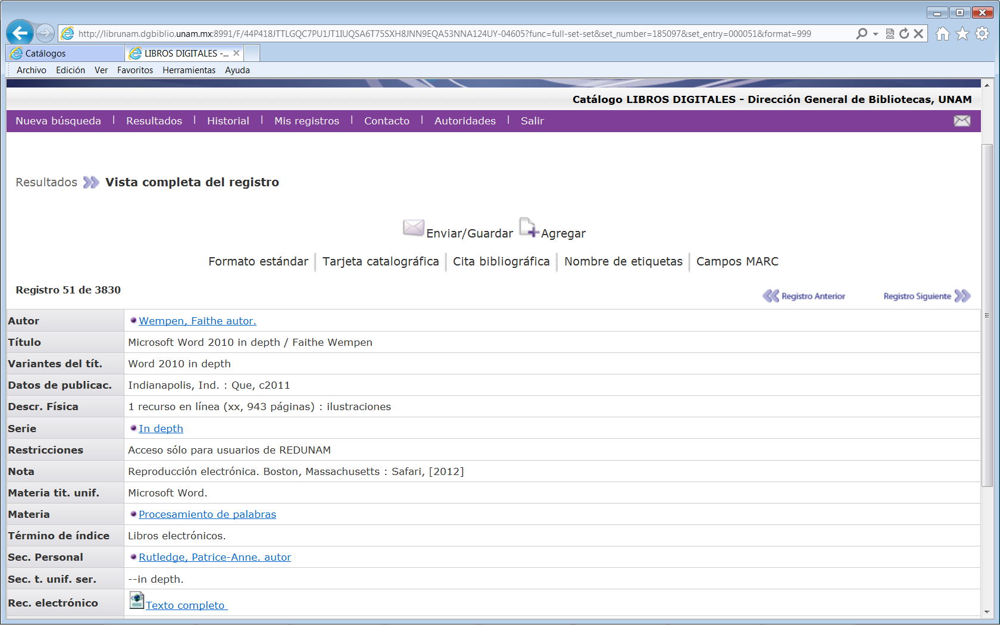 http://librunam.dgbiblio.unam.mx:8991/F/44P418JTTLGQC7PU1JT1IUQSA6T75SXH8JNN9EQA53NNA124UY-04605?func=full-set-set&set_number=185097&set_entry=000051&format=999
Catálogos
LIBROS DIGITALES -...
Archivo Edición Ver Favoritos Herramientas Ayuda
Catálogo LIBROS DIGITALES - Dirección General de Bibliotecas, UNAM
Nueva búsqueda | Resultados | Historial | Mis registros | Contacto | Autoridades | Salir
Resultados Vista completa del registro
Enviar/Guardar Agregar
Formato estándar Tarjeta catalográfica Cita bibliográfica Nombre de etiquetas Campos MARC
Registro 51 de 3830
Registro Anterior Registro Siguiente
Autor Wempen, Faithe autor.
Título Microsoft Word 2010 in depth / Faithe Wempen
Variantes del tít. Word 2010 in depth
Datos de publicac. Indianapolis, Ind. : Que, c2011
Descr. Física 1 recurso en línea (xx, 943 páginas) : ilustraciones
Serie In depth
Restricciones Acceso sólo para usuarios de REDUNAM
Nota Reproducción electrónica. Boston, Massachusetts : Safari, [2012]
Materia tit. unif. Microsoft Word.
Materia Procesamiento de palabras
Término de índice Libros electrónicos.
Sec. Personal Rutledge, Patrice-Anne. autor
Sec. t. unif. ser. --in depth.
Rec. electrónico Texto completo